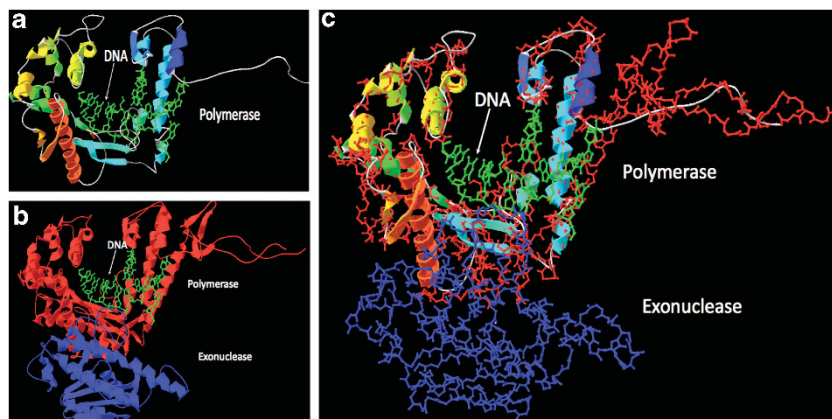 a
DNA
Polymerase
b
DNA
Polymerase
Exonuclease
c
DNA
Polymerase
Exonuclease